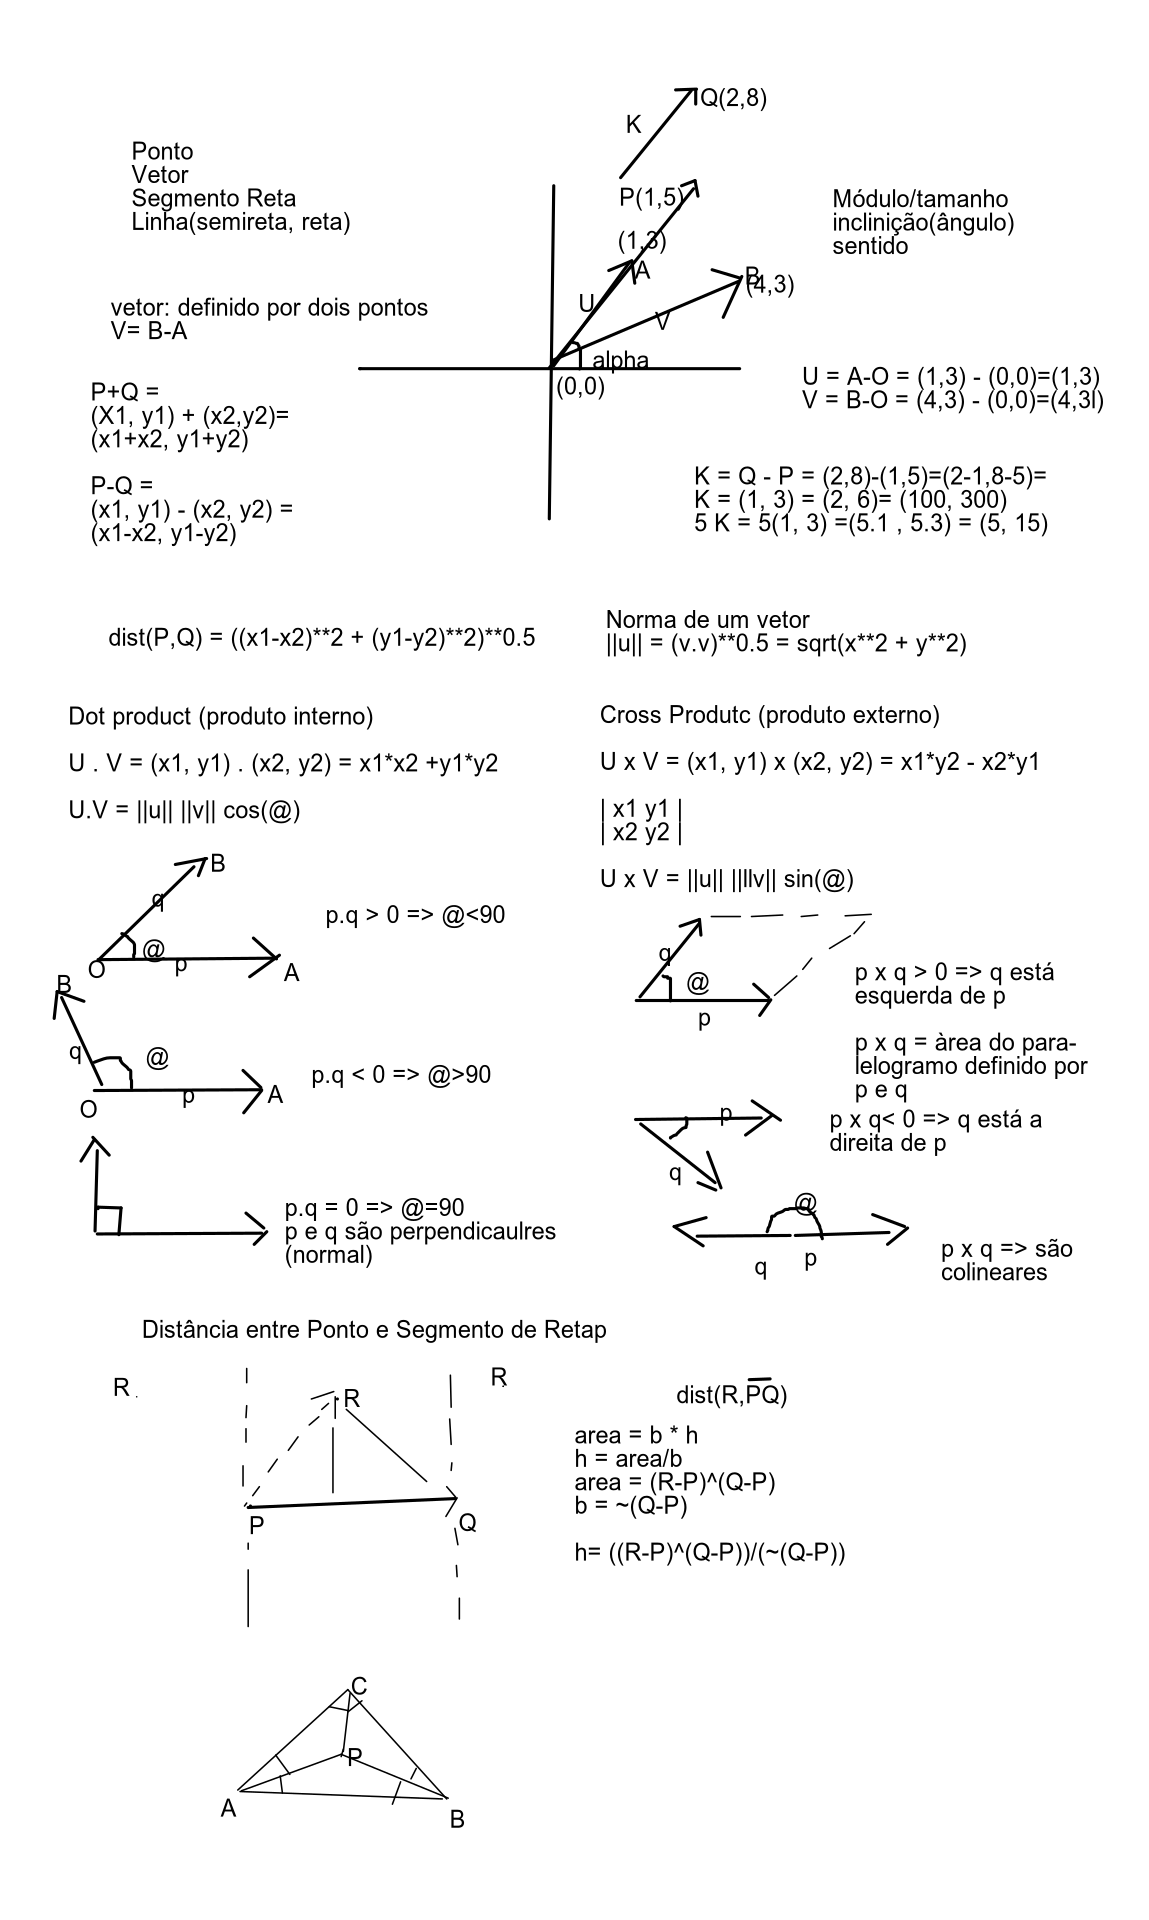 Q(2,8)
K
Ponto
Vetor
Segmento Reta
Linha(semireta, reta)
P(1,5)
(1,3)
A
U
B
(4,3)
V
alpha
(0,0)
Módulo/tamanho
inclinição(ângulo)
sentido
vetor: definido por dois pontos
V= B-A
P+Q =
(X1, y1) + (x2,y2)=
(x1+x2, y1+y2)
P-Q =
(x1, y1) - (x2, y2) =
(x1-x2, y1-y2)
U = A-O = (1,3) - (0,0)=(1,3)
V = B-O = (4,3) - (0,0)=(4,3l)
K = Q - P = (2,8)-(1,5)=(2-1,8-5)=
K = (1, 3) = (2, 6)= (100, 300)
5 K = 5(1, 3) =(5.1 , 5.3) = (5, 15)
dist(P,Q) = ((x1-x2)**2 + (y1-y2)**2)**0.5
Norma de um vetor
||u|| = (v.v)**0.5 = sqrt(x**2 + y**2)
Dot product (produto interno)
U . V = (x1, y1) . (x2, y2) = x1*x2 +y1*y2
U.V = ||u|| ||v|| cos(@)
Cross Produtc (produto externo)
U x V = (x1, y1) x (x2, y2) = x1*y2 - x2*y1
| x1 y1 |
| x2 y2 |
U x V = ||u|| ||llv|| sin(@)
B
q
@
O
p
A
p.q > 0 => @<90
B
q
@
p
A
O
p.q < 0 => @>90
p.q = 0 => @=90
p e q são perpendicaulres
(normal)
q
@
p
p x q > 0 => q está
esquerda de p
p x q = àrea do para-
lelogramo definido por
p e q
p
q
p x q< 0 => q está a
direita de p
@
q
p
p x q => são
colineares
Distância entre Ponto e Segmento de Retap
R
R
R
P
Q
dist(R,PQ)
area = b * h
h = area/b
area = (R-P)^(Q-P)
b = ~(Q-P)
h= ((R-P)^(Q-P))/(~(Q-P))
C
P
A
B